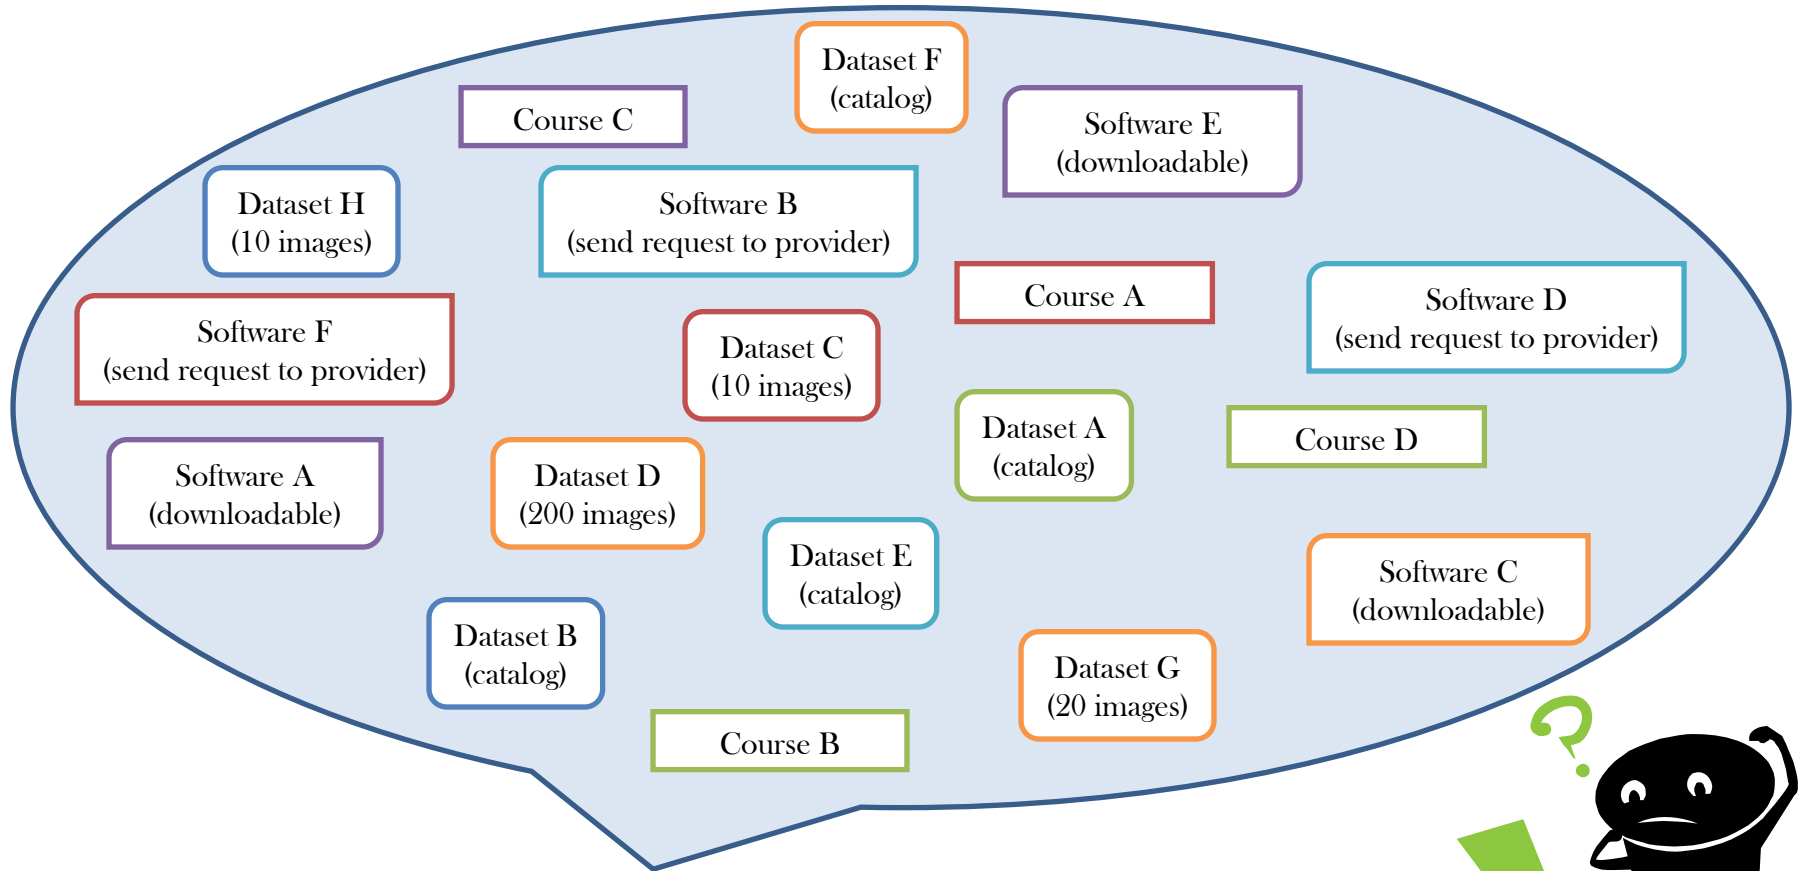 Dataset F
(catalog)
Course C
Software E
(downloadable)
Dataset H
(10 images)
Software B
(send request to provider)
Course A
Software D
(send request to provider)
Software F
(send request to provider)
Dataset C
(10 images)
Dataset A
(catalog)
Course D
Software A
(downloadable)
Dataset D
(200 images)
Dataset E
(catalog)
Software C
(downloadable)
Dataset B
(catalog)
Dataset G
(20 images)
Course B
?